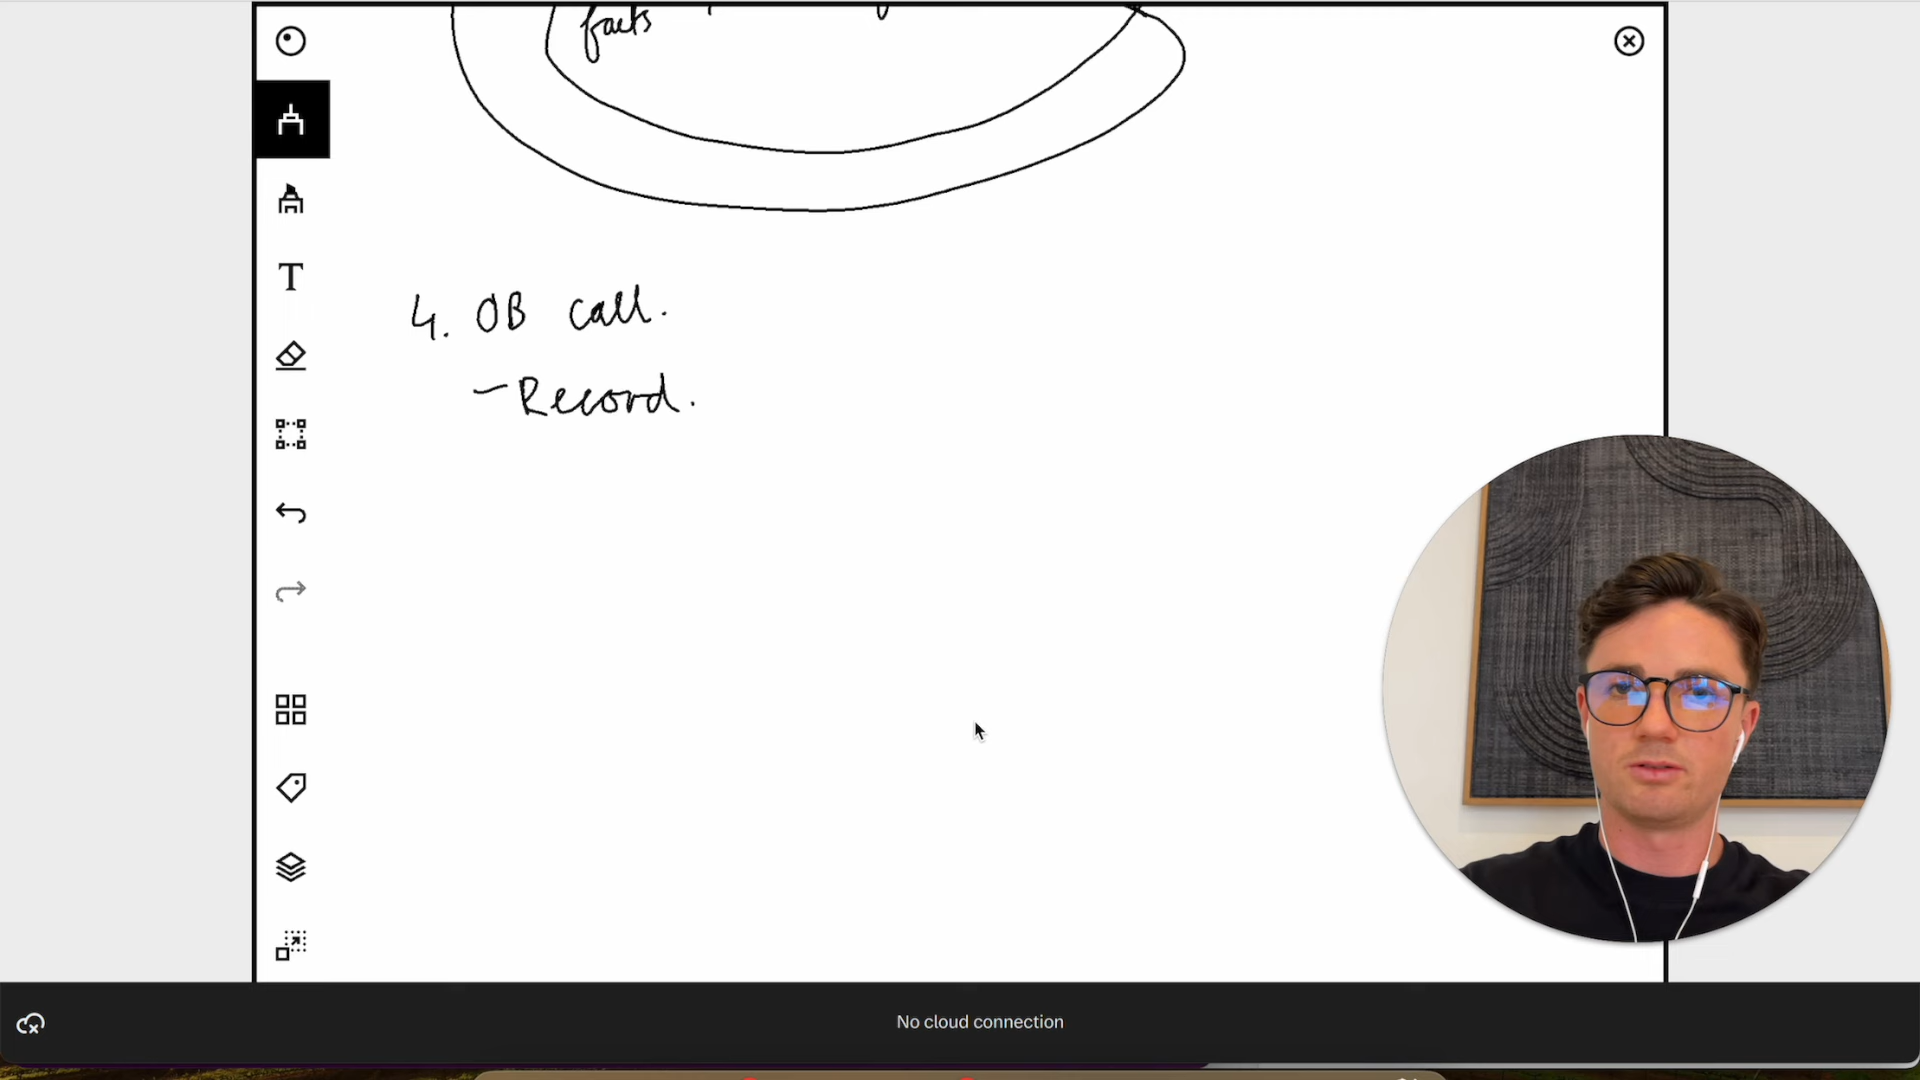 facts
4. OB call.
- Record.
T
No cloud connection